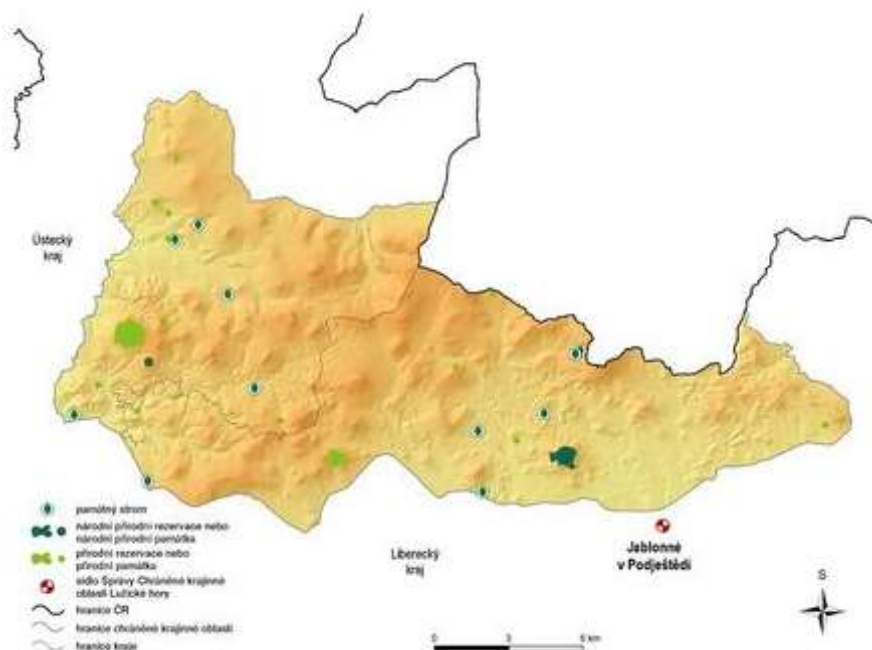 Ústecký
kraj
památný strom
národní přírodní rezervace nebo
národní přírodní památka
přírodní rezervace nebo
přírodní památka
sídlo Správy Chráněné krajinné
oblasti Lužické hory
hranice ČR
hranice chráněné krajinné oblasti
hranice kraje
Liberecký
kraj
Jablonné
v Podještědí
S
0 3 6 km